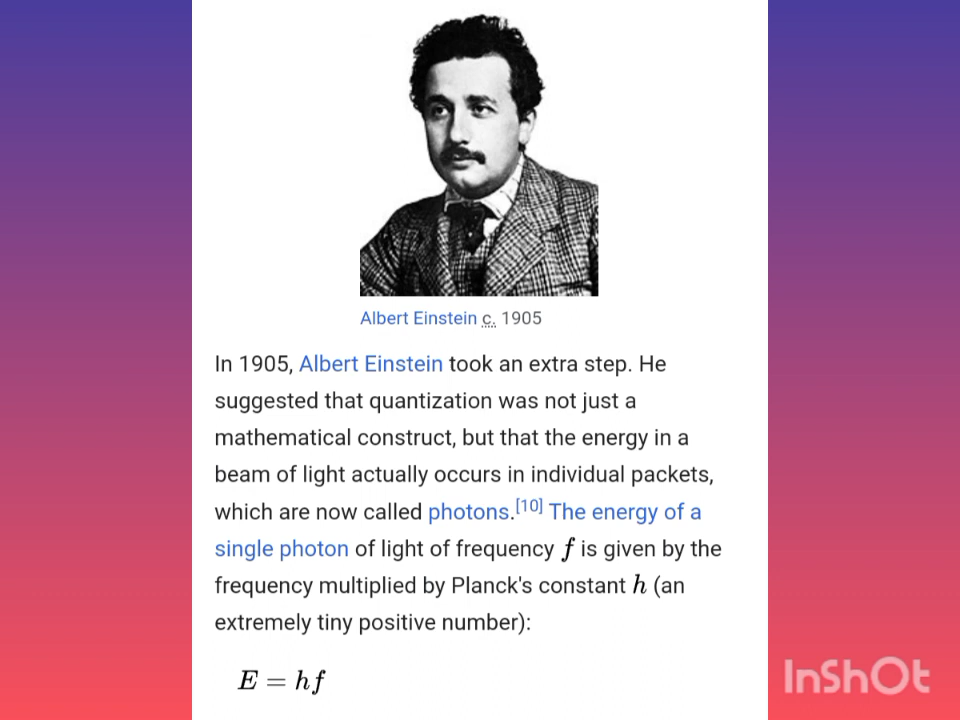 Albert Einstein c. 1905
In 1905, Albert Einstein took an extra step. He
suggested that quantization was not just a
mathematical construct, but that the energy in a
beam of light actually occurs in individual packets,
which are now called photons.[10] The energy of a
single photon of light of frequency f is given by the
frequency multiplied by Planck's constant h (an
extremely tiny positive number):
E = hf
InShOt